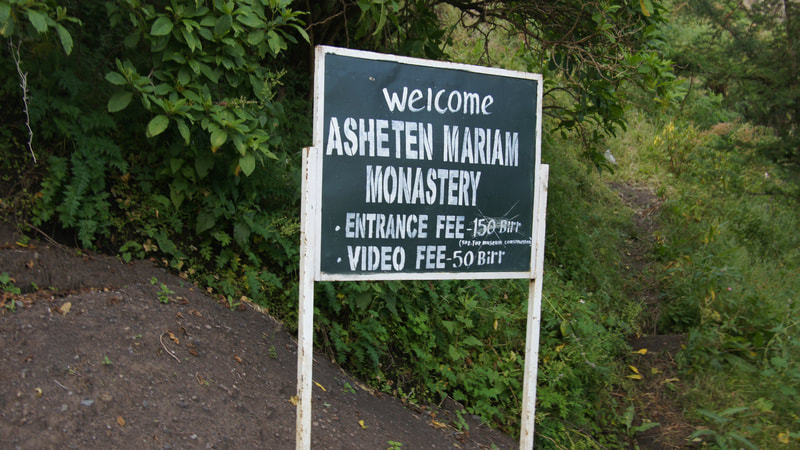 Welcome
ASHETEN MARIAM
MONASTERY
• ENTRANCE FEE-150 Birr
• VIDEO FEE-50 Birr